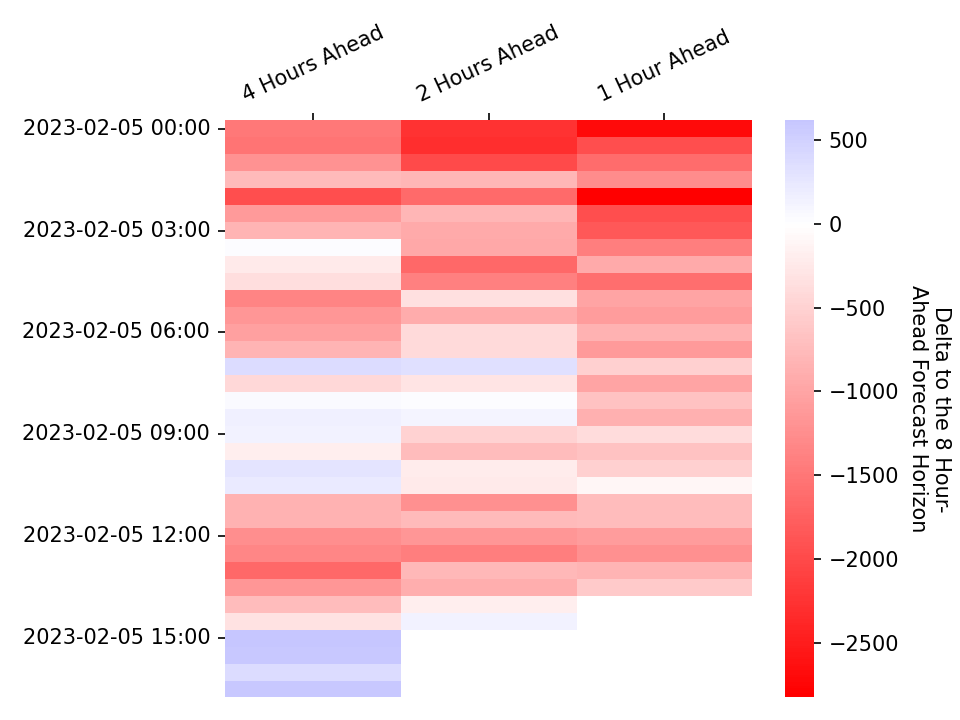 4 Hours Ahead
2 Hours Ahead
1 Hour Ahead
2023-02-05 00:00
2023-02-05 03:00
2023-02-05 06:00
2023-02-05 09:00
2023-02-05 12:00
2023-02-05 15:00
500
0
−500
−1000
−1500
−2000
−2500
Delta to the 8 Hour-
Ahead Forecast Horizon